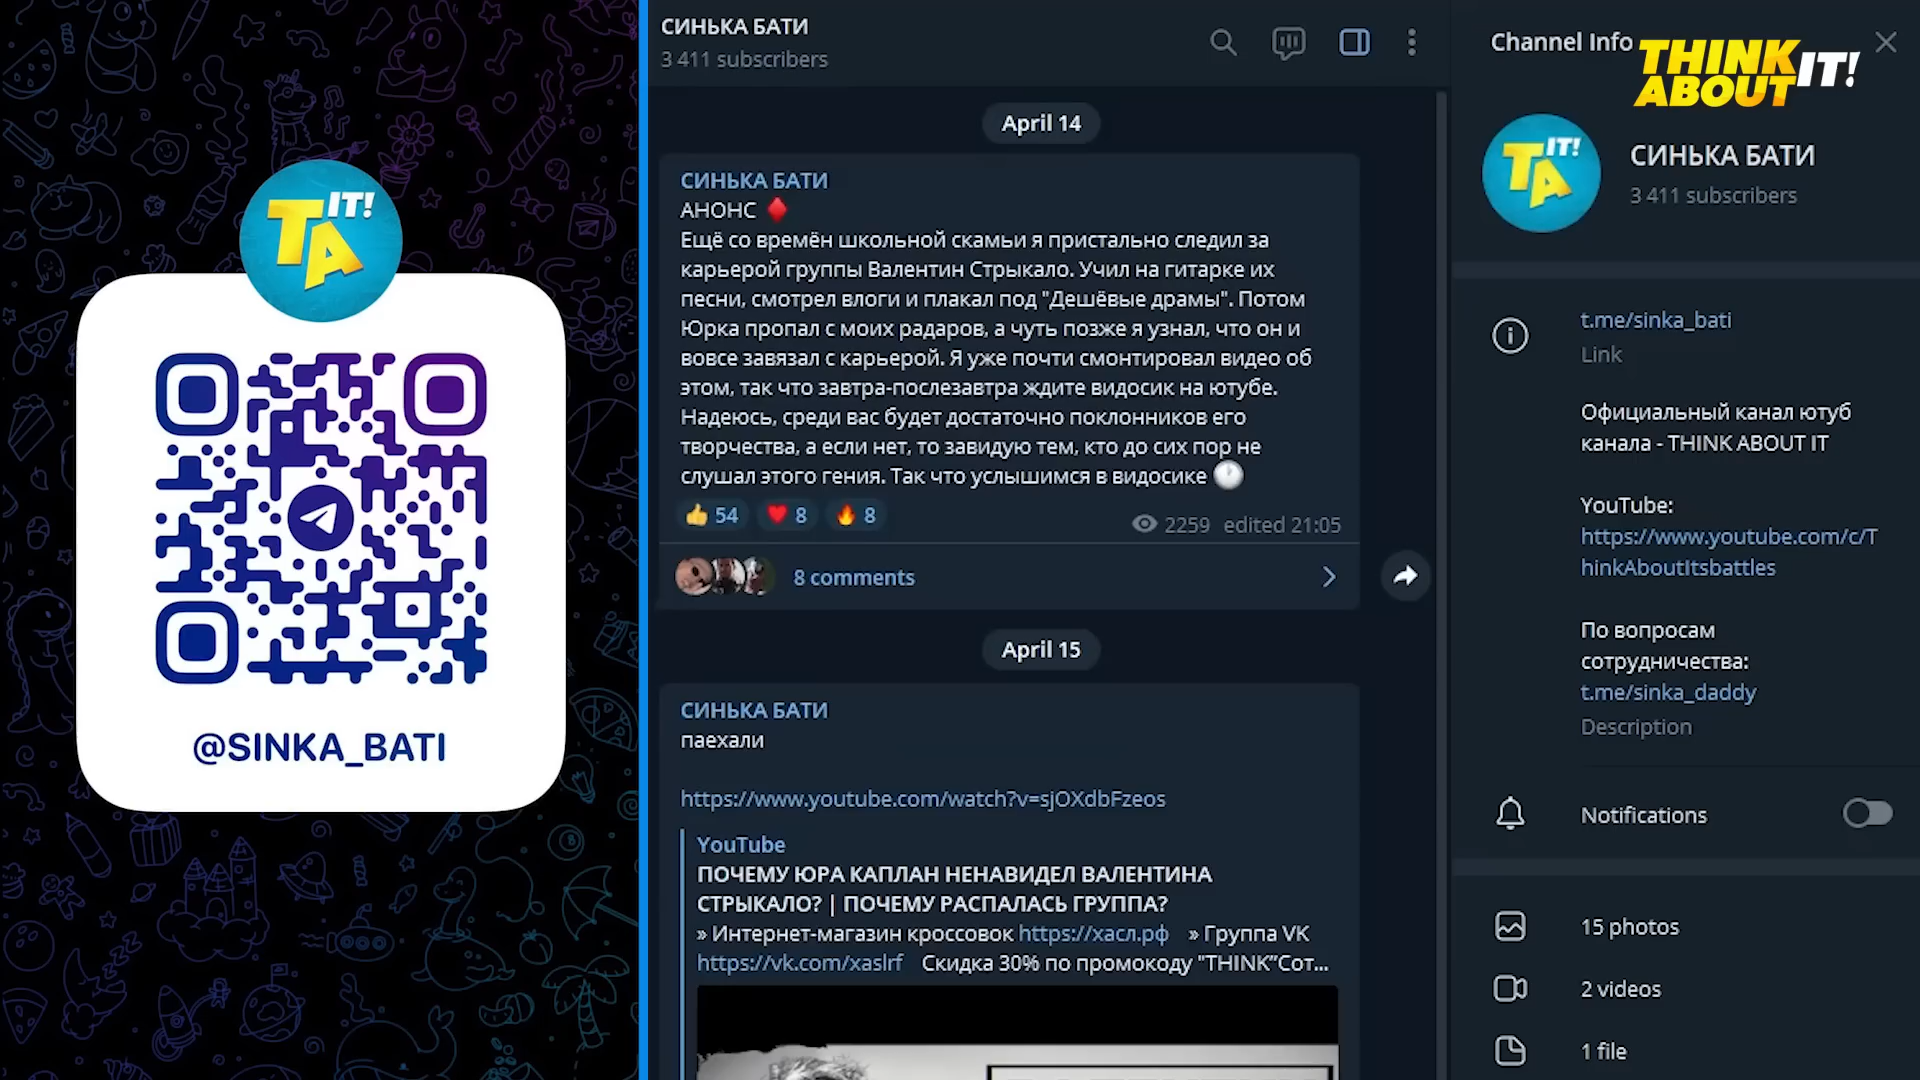 IT!
TA
@SINKA_BATI
СИНЬКА БАТИ
3 411 subscribers
April 14
СИНЬКА БАТИ
АНОНС
Ещё со времён школьной скамьи я пристально следил за
карьерой группы Валентин Стрыкало. Учил на гитарке их
песни, смотрел влоги и плакал под "Дешёвые драмы". Потом
Юрка пропал с моих радаров, а чуть позже я узнал, что он и
вовсе завязал с карьерой. Я уже почти смонтировал видео об
этом, так что завтра-послезавтра ждите видосик на ютубе.
Надеюсь, среди вас будет достаточно поклонников его
творчества, а если нет, то завидую тем, кто до сих пор не
слушал этого гения. Так что услышимся в видосике
54 8 8
2259 edited 21:05
8 comments
April 15
СИНЬКА БАТИ
паехали
https://www.youtube.com/watch?v=sjOXdbFzeos
YouTube
ПОЧЕМУ ЮРА КАПЛАН НЕНАВИДЕЛ ВАЛЕНТИНА
СТРЫКАЛО? | ПОЧЕМУ РАСПАЛАСЬ ГРУППА?
» Интернет-магазин кроссовок https://хасл.рф » Группа VK
https://vk.com/xaslrf Скидка 30% по промокоду "THINK"Сот...
Channel Info
THINK
ABOUT IT!
IT!
TA
СИНЬКА БАТИ
3 411 subscribers
t.me/sinka_bati
Link
Официальный канал ютуб
канала - THINK ABOUT IT
YouTube:
https://www.youtube.com/c/T
hinkAboutItsbattles
По вопросам
сотрудничества:
t.me/sinka_daddy
Description
Notifications
15 photos
2 videos
1 file